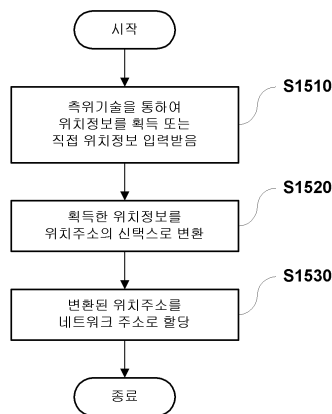 시작
측위기술을 통하여
위치정보를 획득 또는
직접 위치정보 입력받음
S1510
획득한 위치정보를
위치주소의 신택스로 변환
S1520
변환된 위치주소를
네트워크 주소로 할당
S1530
종료